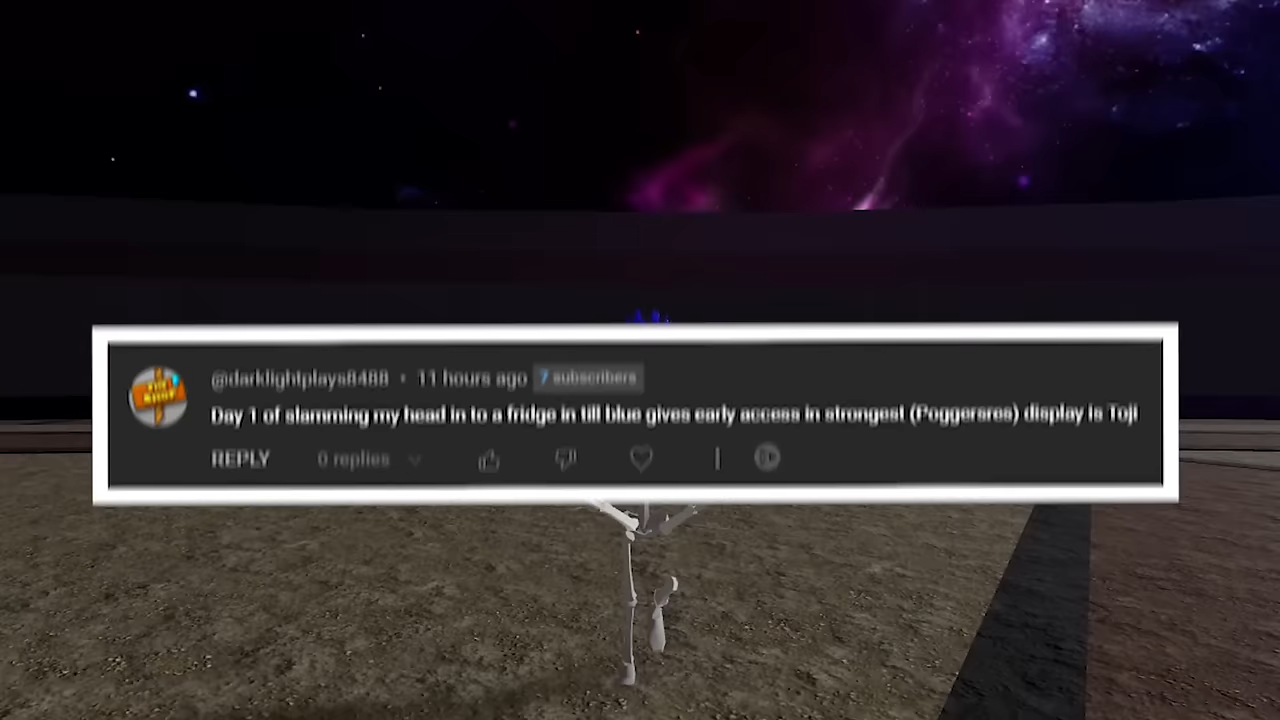 @darklightplays8488 • 11 hours ago 7 subscribers
Day 1 of slamming my head in to a fridge in till blue gives early access in strongest (Poggersres) display is Toji
REPLY 0 replies